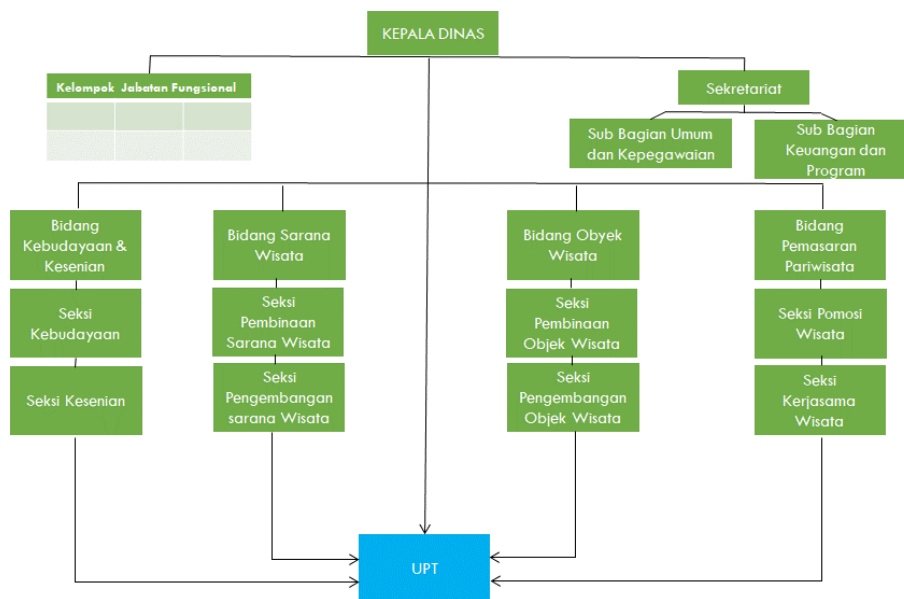 KEPALA DINAS
Kelompok Jabatan Fungsional
Sekretariat
Sub Bagian Umum
dan Kepegawaian
Sub Bagian
Keuangan dan
Program
Bidang
Kebudayaan &
Kesenian
Bidang Sarana
Wisata
Bidang Obyek
Wisata
Bidang
Pemasaran
Pariwisata
Seksi
Kebudayaan
Seksi
Pembinaan
Sarana Wisata
Seksi
Pembinaan
Objek Wisata
Seksi Pomosi
Wisata
Seksi Kesenian
Seksi
Pengembangan
sarana Wisata
Seksi
Pengembangan
Objek Wisata
Seksi
Kerjasama
Wisata
UPT